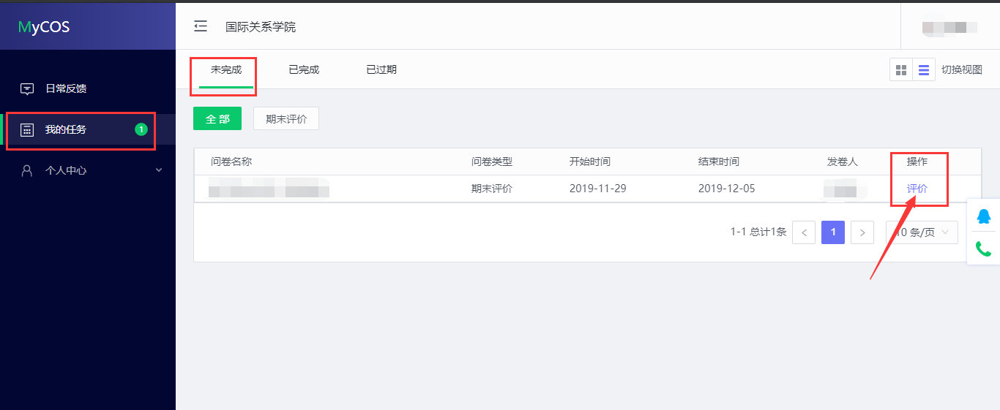 MyCOS
国际关系学院
未完成 已完成 已过期
切换视图
日常反馈
我的任务 1
个人中心
全部 期末评价
问卷名称 问卷类型 开始时间 结束时间 发卷人 操作
期末评价 2019-11-29 2019-12-05 评价
1-1 总计1条 < 1 > 10 条/页